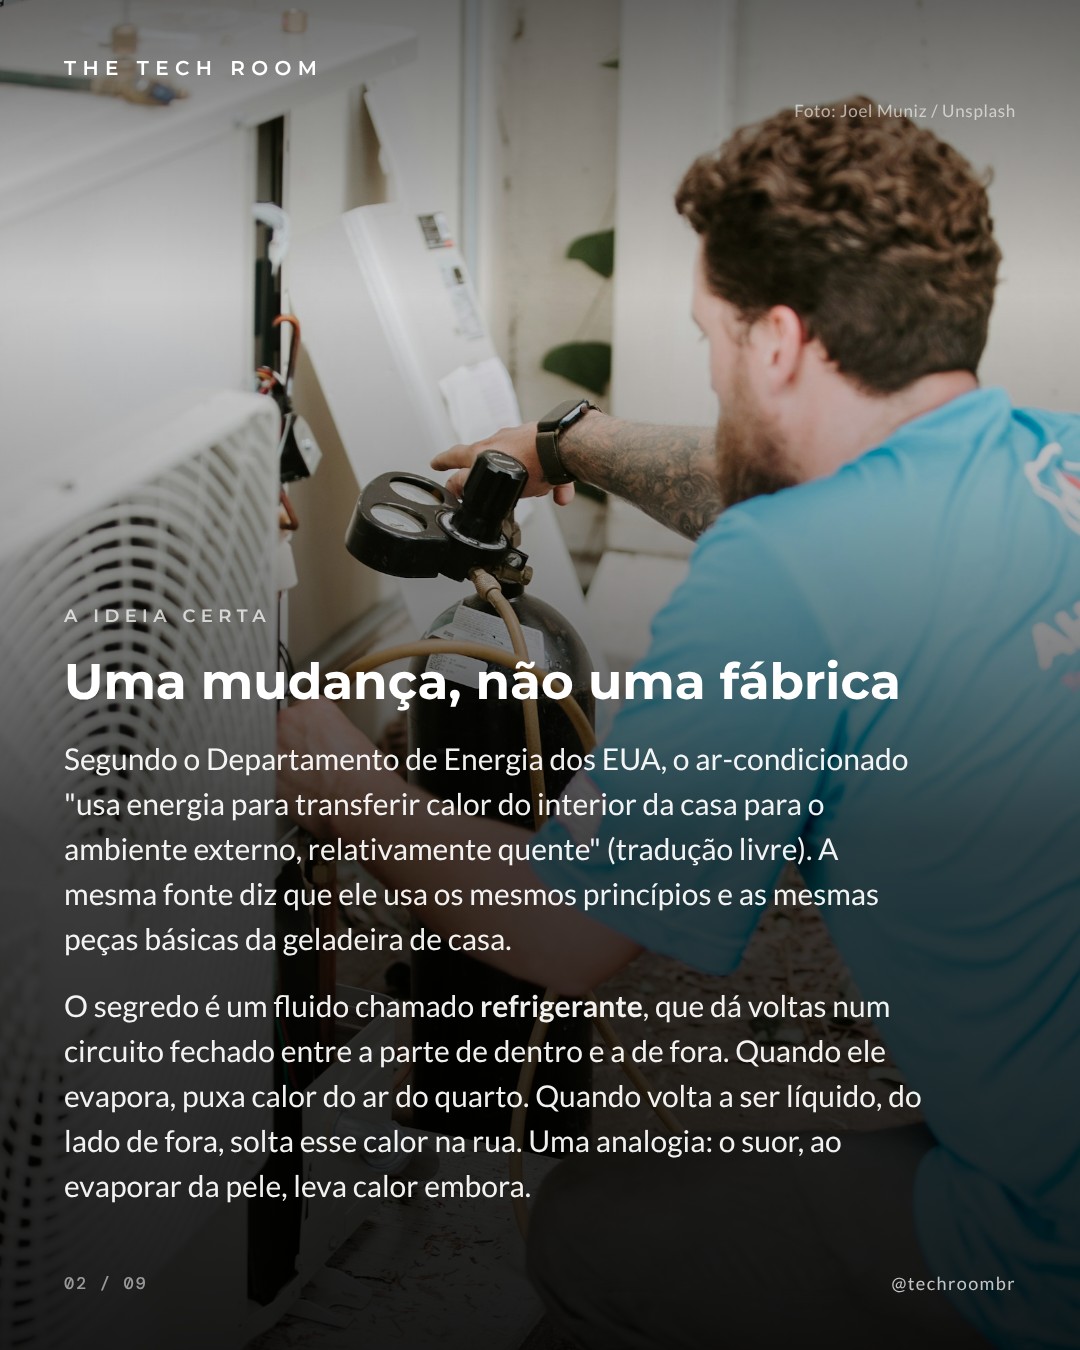 THE TECH ROOM
Foto: Joel Muniz / Unsplash
A IDEIA CERTA
Uma mudança, não uma fábrica
Segundo o Departamento de Energia dos EUA, o ar-condicionado
"usa energia para transferir calor do interior da casa para o
ambiente externo, relativamente quente" (tradução livre). A
mesma fonte diz que ele usa os mesmos princípios e as mesmas
peças básicas da geladeira de casa.
O segredo é um fluido chamado refrigerante, que dá voltas num
circuito fechado entre a parte de dentro e a de fora. Quando ele
evapora, puxa calor do ar do quarto. Quando volta a ser líquido, do
lado de fora, solta esse calor na rua. Uma analogia: o suor, ao
evaporar da pele, leva calor embora.
02 / 09
@techroombr